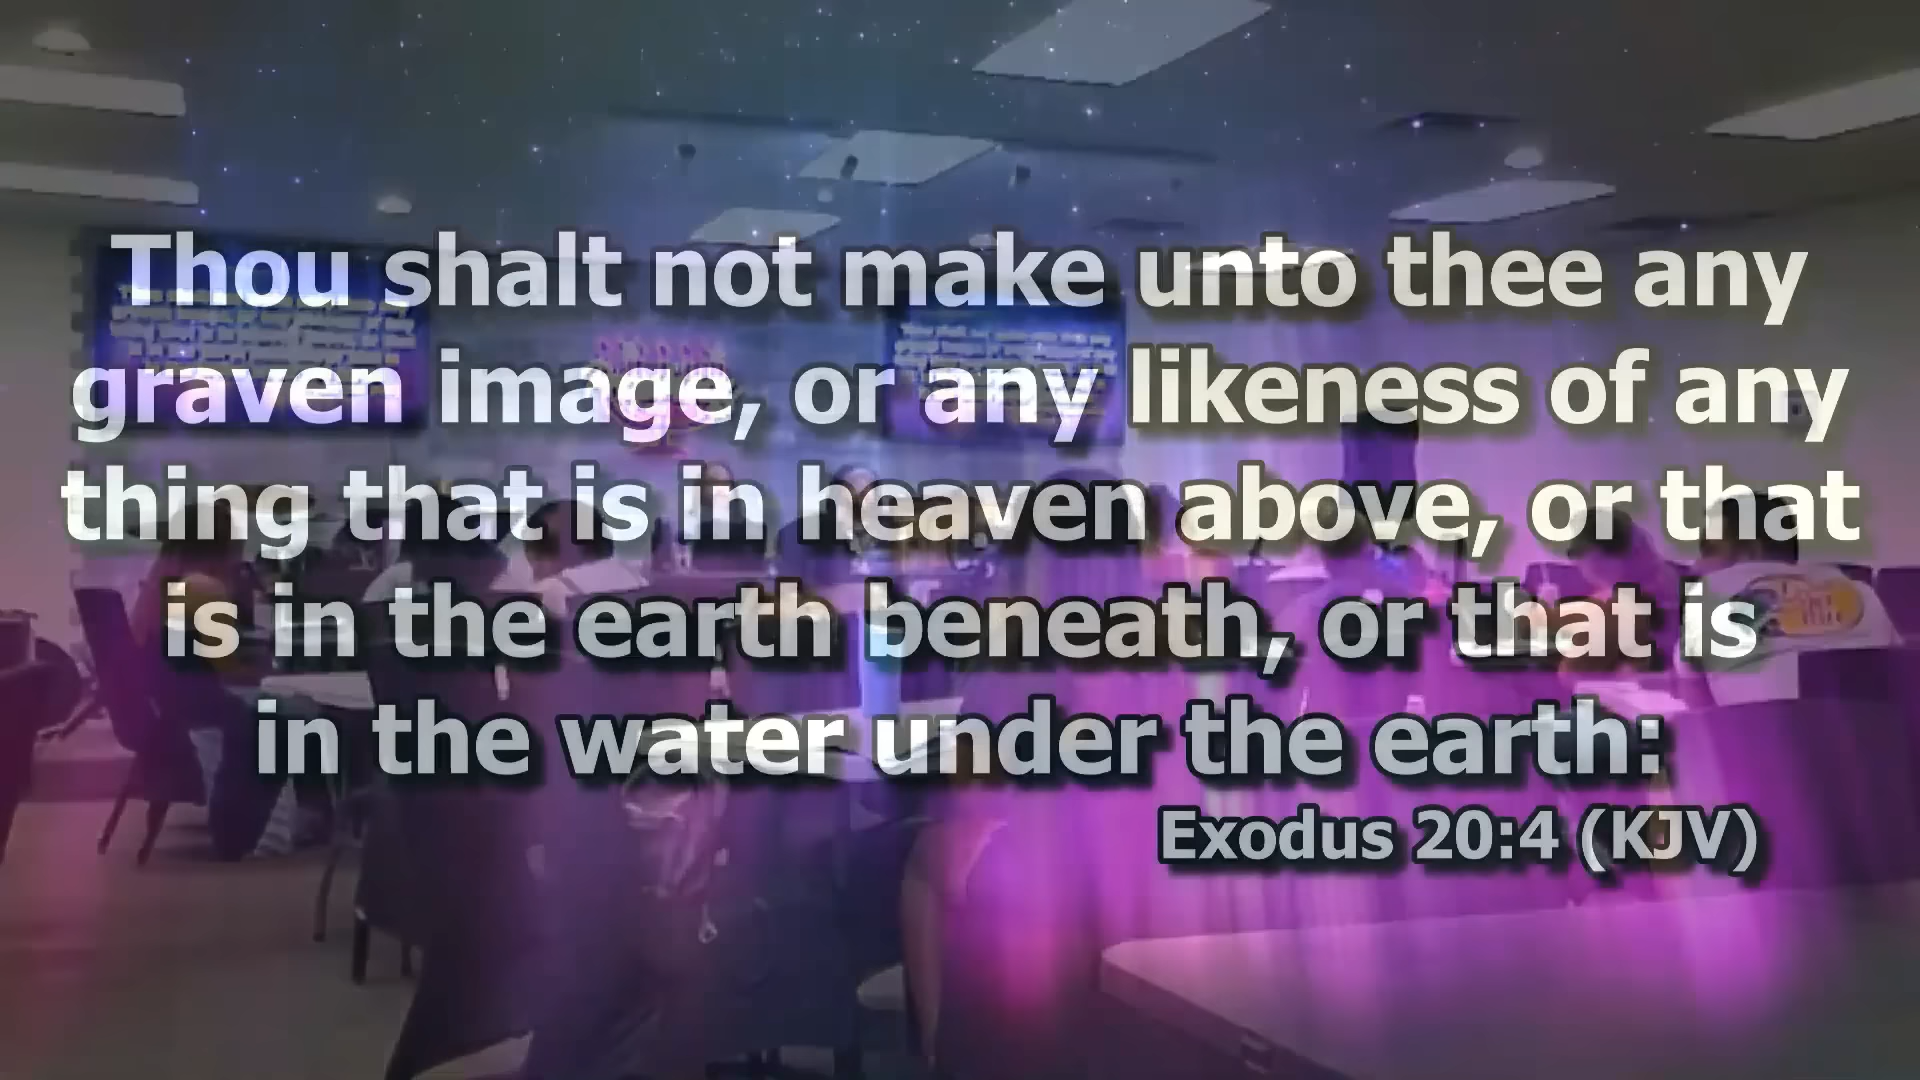 Thou shalt not make unto thee any
graven image, or any likeness of any
thing that is in heaven above, or that
is in the earth beneath, or that is
in the water under the earth:
Exodus 20:4 (KJV)